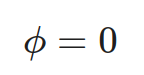 ϕ = 0